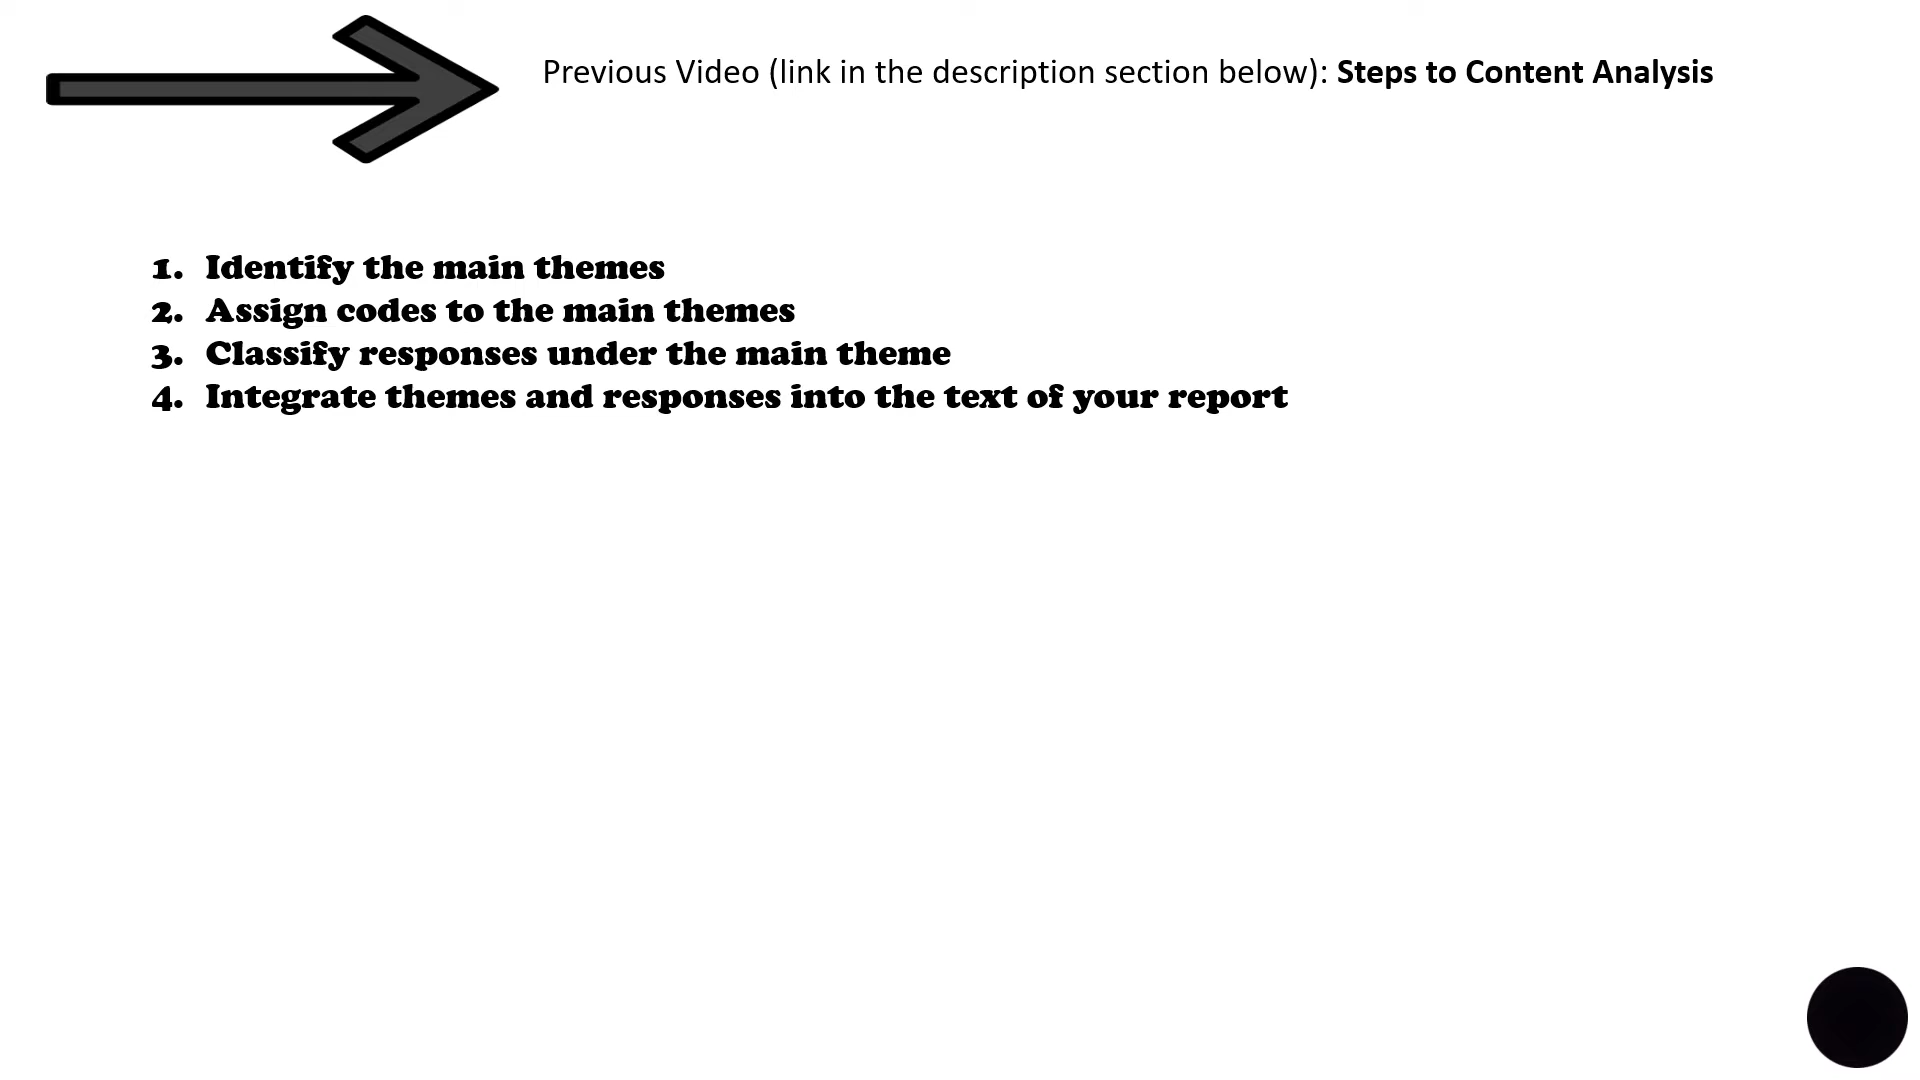 Previous Video (link in the description section below): Steps to Content Analysis
1. Identify the main themes
2. Assign codes to the main themes
3. Classify responses under the main theme
4. Integrate themes and responses into the text of your report